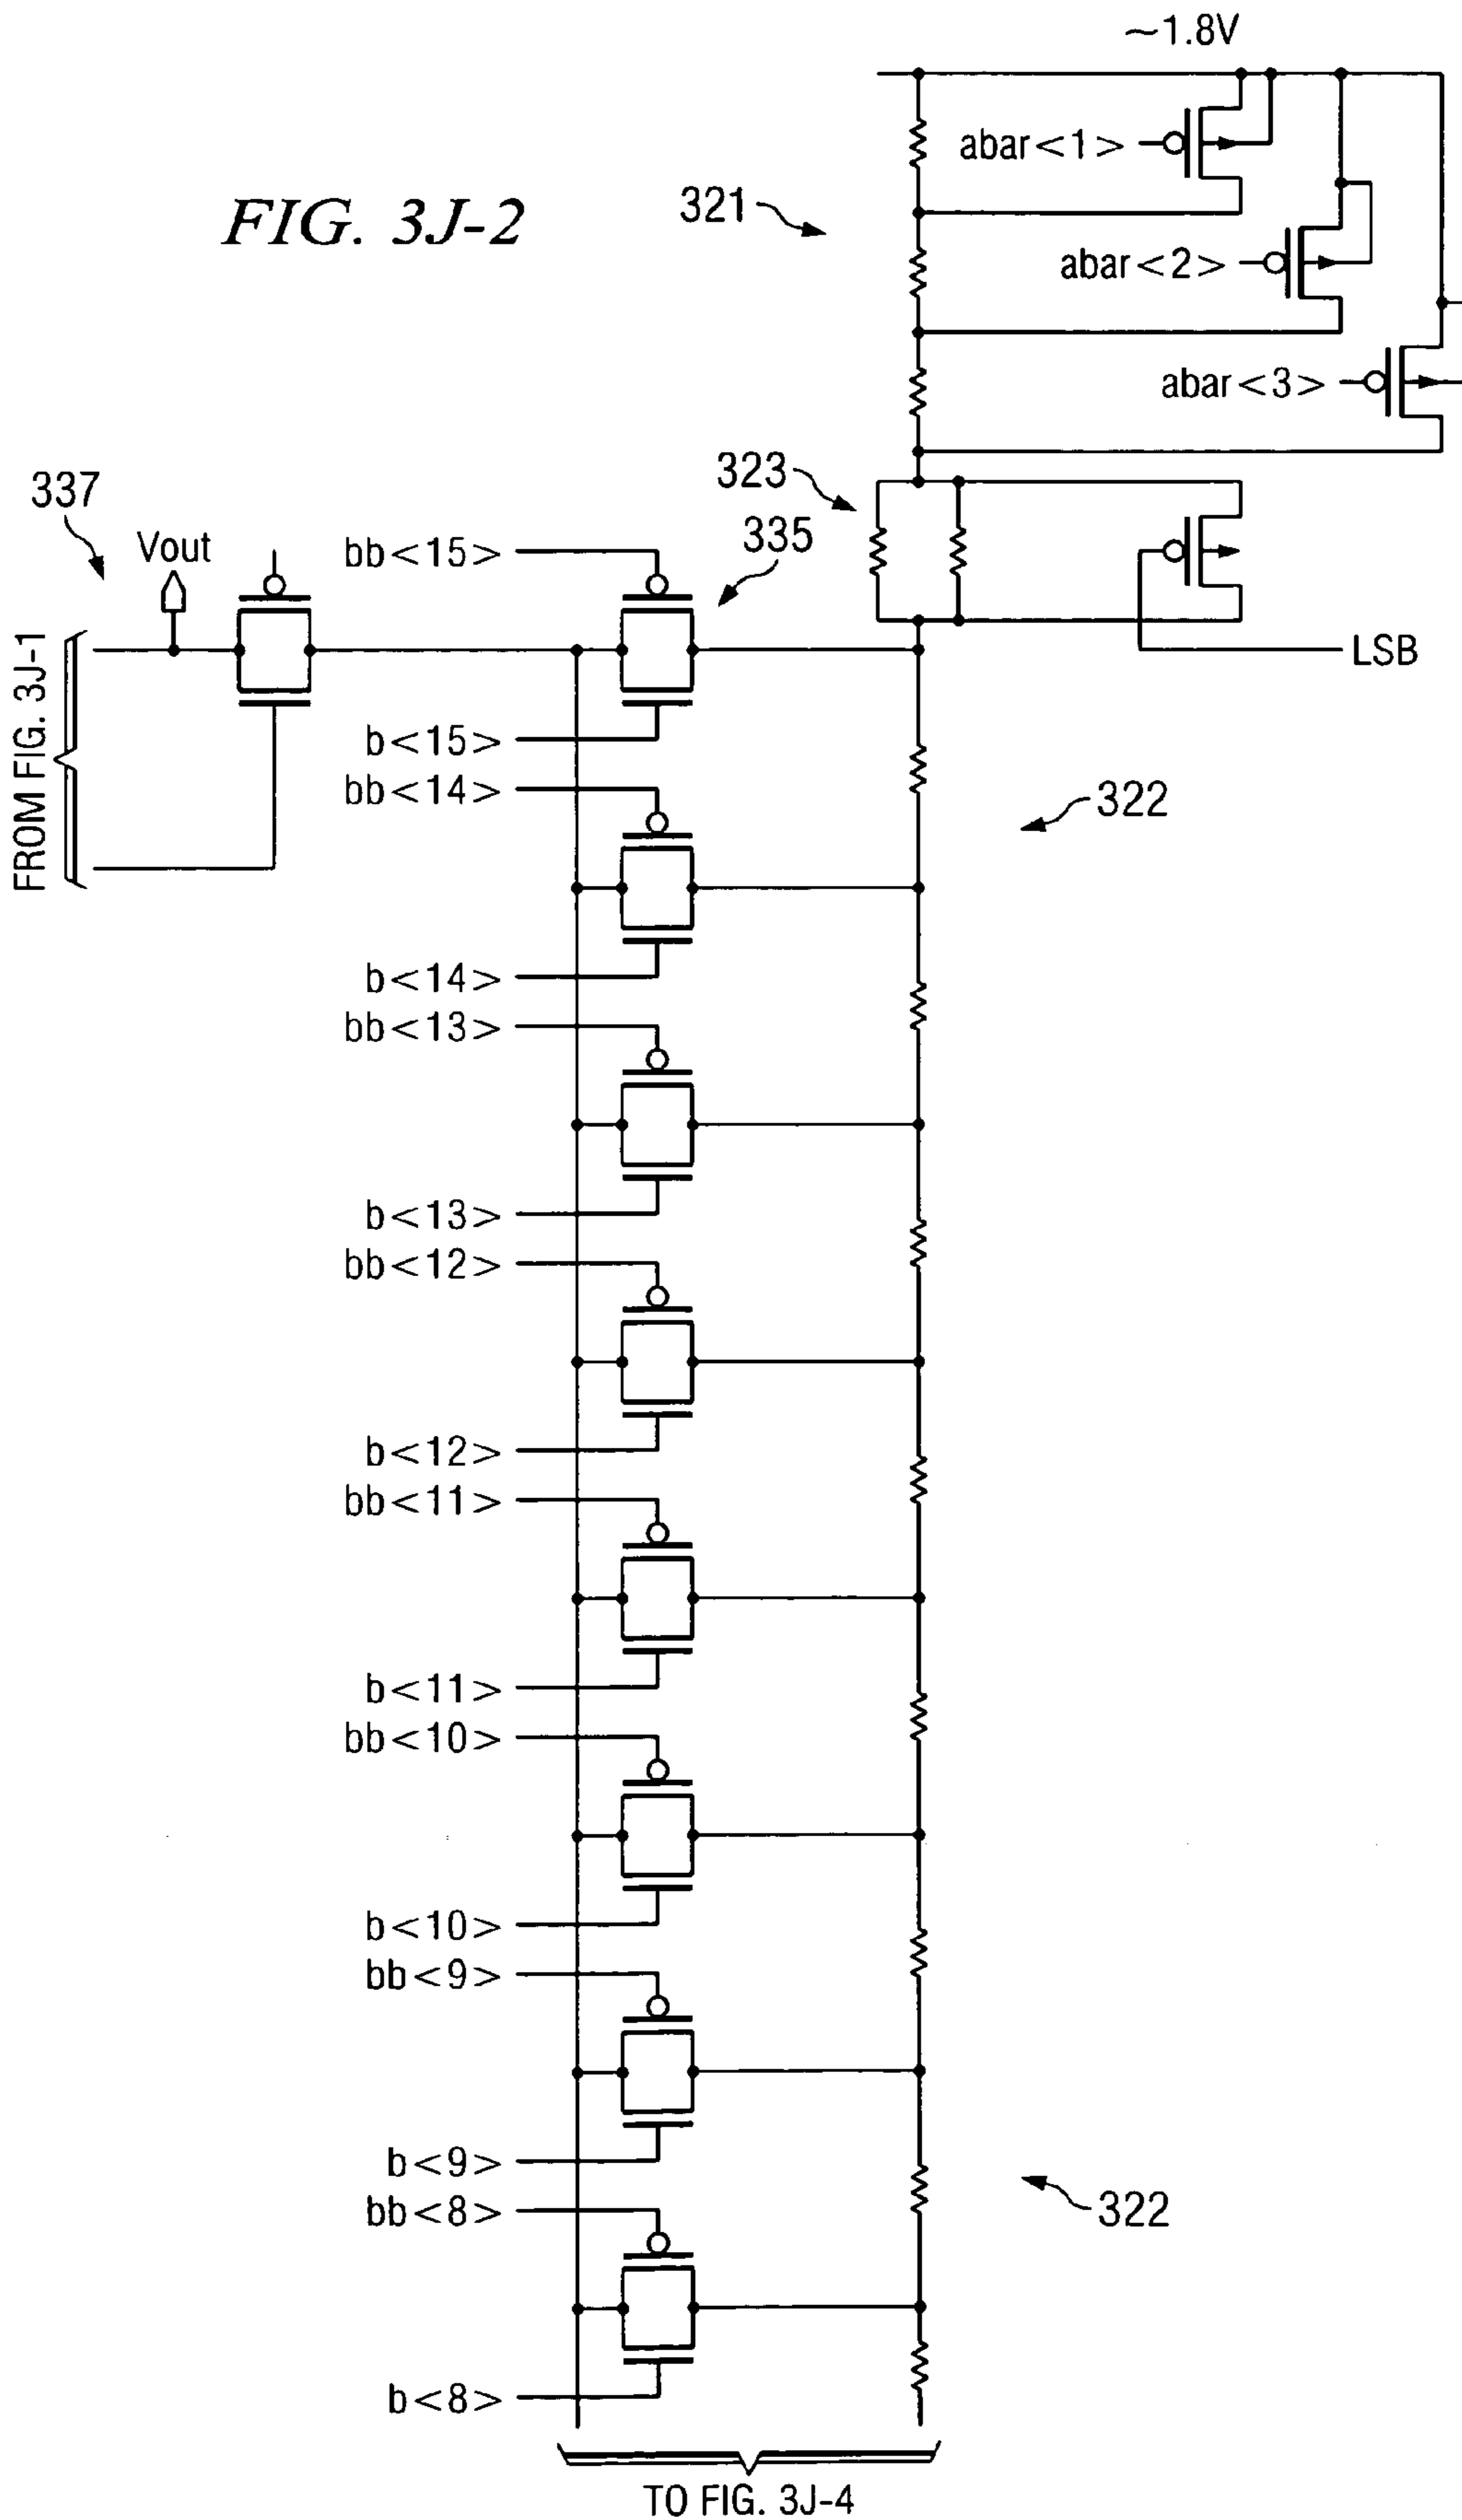 ~1.8V
abar<1>
FIG. 3J-2
321
abar<2>
abar<3>
323
337
335
Vout
bb<15>
FROM FIG. 3J-1
LSB
b<15>
bb<14>
322
b<14>
bb<13>
b<13>
bb<12>
b<12>
bb<11>
b<11>
bb<10>
b<10>
bb<9>
b<9>
bb<8>
322
b<8>
TO FIG. 3J-4